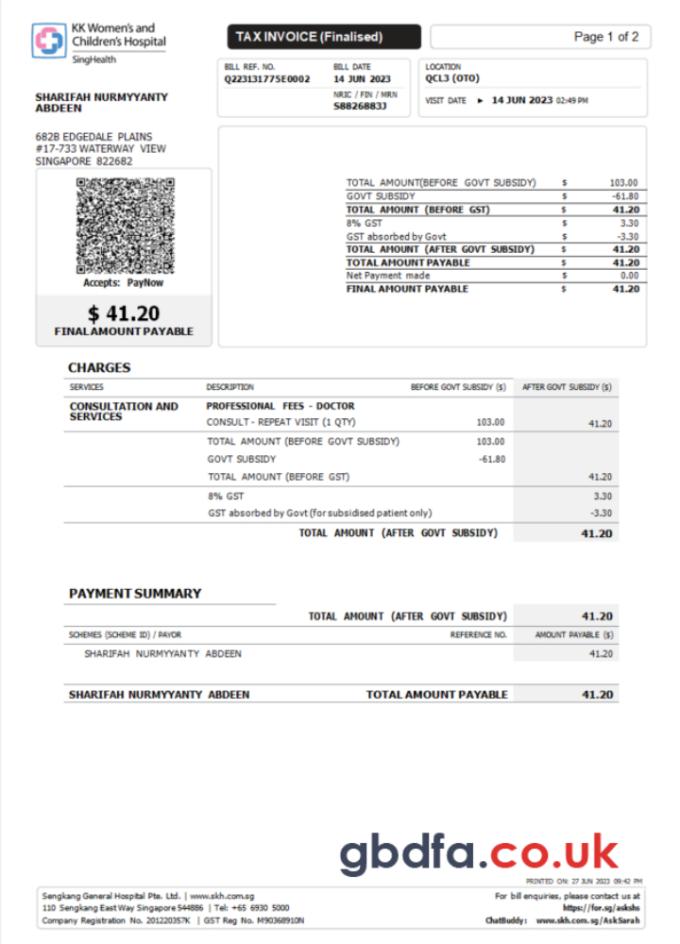 KK Women's and
Children's Hospital
SingHealth
TAX INVOICE (Finalised)
Page 1 of 2
BILL REF. NO. BILL DATE LOCATION
Q223131775E0002 14 JUN 2023 QCL3 (OTO)
NRIC / FIN / MRN
S8826883J
VISIT DATE ► 14 JUN 2023 02:49 PM
SHARIFAH NURMYYANTY
ABDEEN
682B EDGEDALE PLAINS
#17-733 WATERWAY VIEW
SINGAPORE 822682
Accepts: PayNow
$ 41.20
FINAL AMOUNT PAYABLE
TOTAL AMOUNT(BEFORE GOVT SUBSIDY) $ 103.00
GOVT SUBSIDY $ -61.80
TOTAL AMOUNT (BEFORE GST) $ 41.20
8% GST $ 3.30
GST absorbed by Govt $ -3.30
TOTAL AMOUNT (AFTER GOVT SUBSIDY) $ 41.20
TOTAL AMOUNT PAYABLE $ 41.20
Net Payment made $ 0.00
FINAL AMOUNT PAYABLE $ 41.20
CHARGES
SERVICES DESCRIPTION BEFORE GOVT SUBSIDY ($) AFTER GOVT SUBSIDY ($)
CONSULTATION AND
SERVICES
PROFESSIONAL FEES - DOCTOR
CONSULT - REPEAT VISIT (1 QTY) 103.00 41.20
TOTAL AMOUNT (BEFORE GOVT SUBSIDY) 103.00
GOVT SUBSIDY -61.80
TOTAL AMOUNT (BEFORE GST) 41.20
8% GST 3.30
GST absorbed by Govt (for subsidised patient only) -3.30
TOTAL AMOUNT (AFTER GOVT SUBSIDY) 41.20
PAYMENT SUMMARY
TOTAL AMOUNT (AFTER GOVT SUBSIDY) 41.20
SCHEMES (SCHEME ID) / PAYOR REFERENCE NO. AMOUNT PAYABLE ($)
SHARIFAH NURMYYANTY ABDEEN 41.20
SHARIFAH NURMYYANTY ABDEEN TOTAL AMOUNT PAYABLE 41.20
gbdfa.co.uk
PRINTED ON: 27 JUN 2023 09:42 PM
Sengkang General Hospital Pte. Ltd. | www.skh.com.sg
110 Sengkang East Way Singapore 544886 | Tel: +65 6930 5000
Company Registration No. 201220357K | GST Reg No. M90368910N
For bill enquiries, please contact us at
https://for.sg/askshs
ChatBuddy: www.skh.com.sg/AskSarah